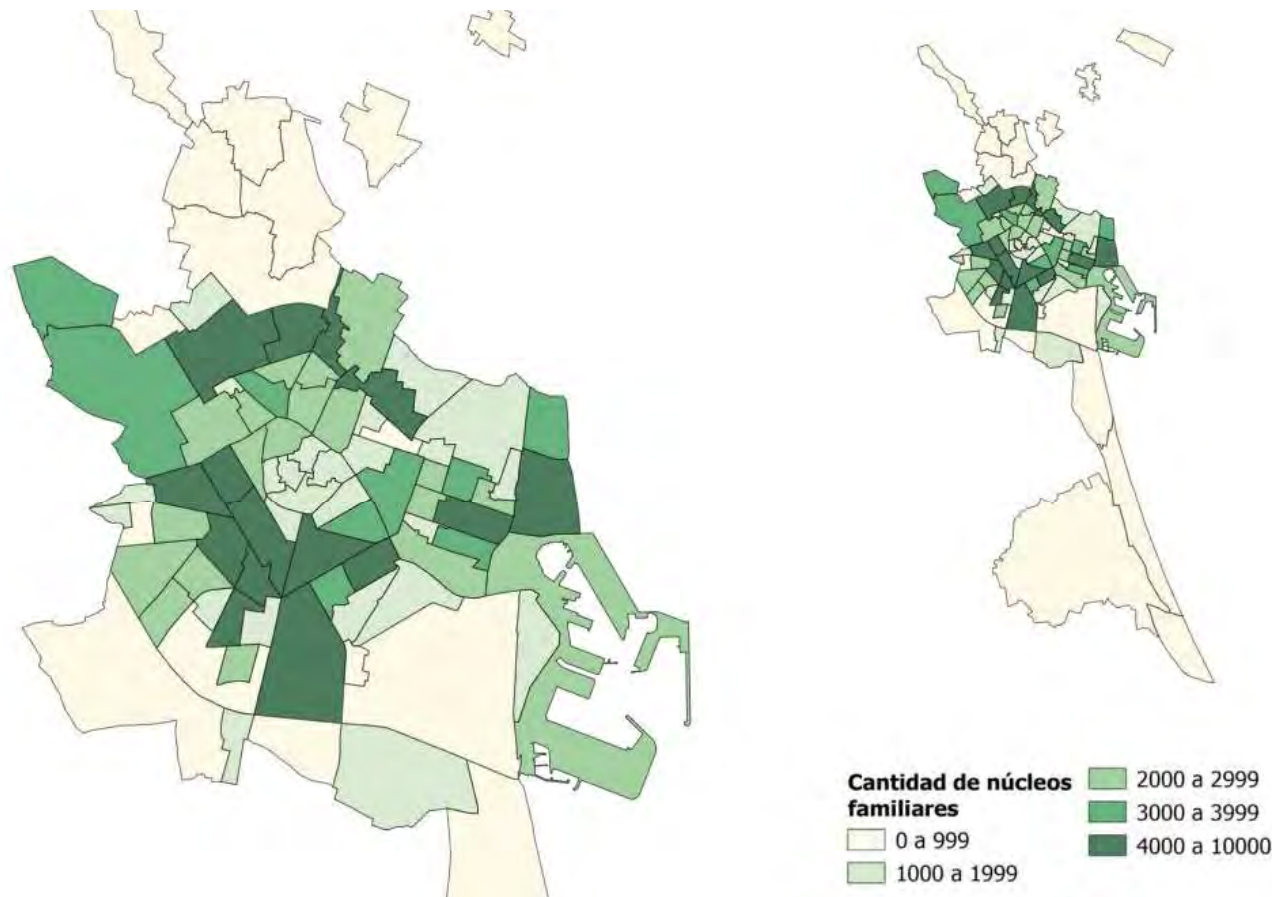 Cantidad de núcleos
familiares
0 a 999
1000 a 1999
2000 a 2999
3000 a 3999
4000 a 10000